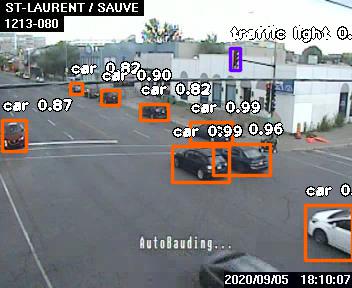 ST-LAURENT / SAUVE
1213-080
traffic light 0.
car 0.82
car 0.90
car 0.82
car 0.87
car 0.99
car 0.99
0.96
car 0.
AutoBauding...
2020/09/05 18:10:07